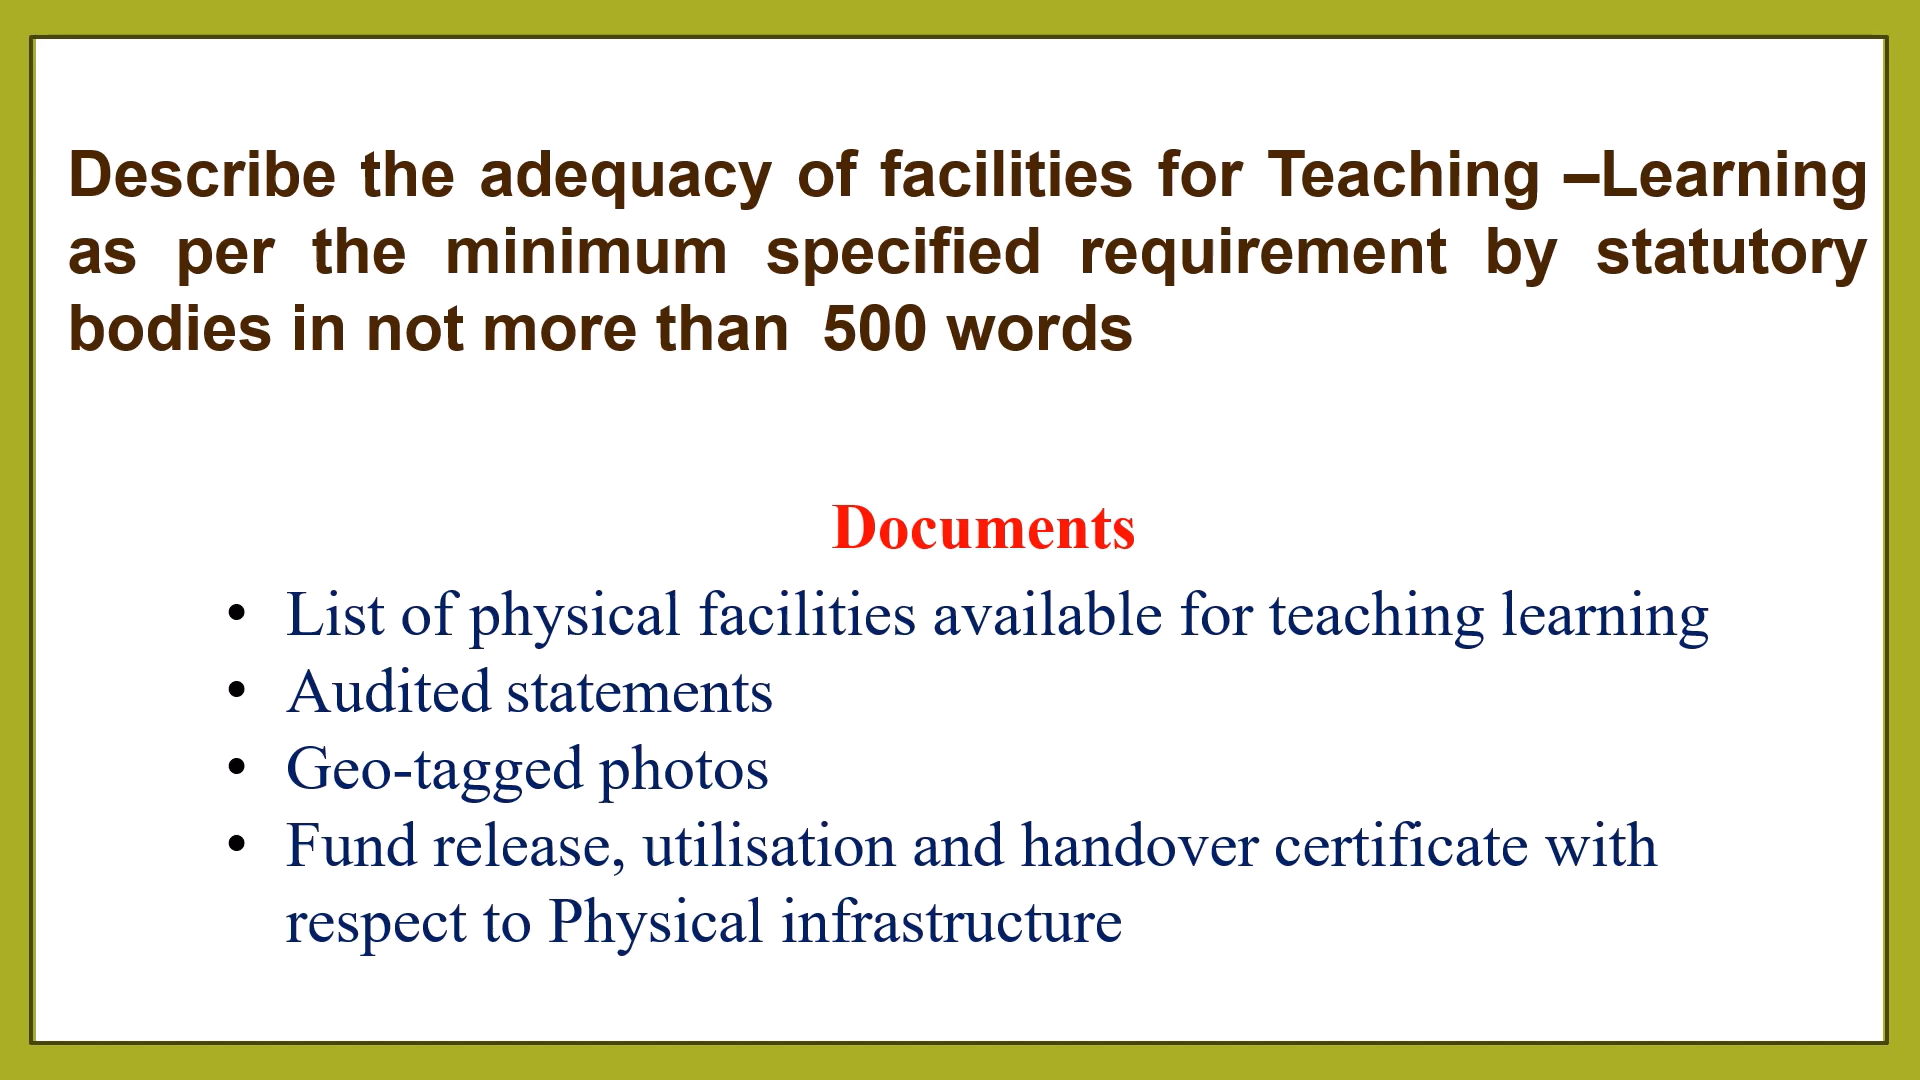 Describe the adequacy of facilities for Teaching –Learning
as per the minimum specified requirement by statutory
bodies in not more than  500 words
Documents
• List of physical facilities available for teaching learning
• Audited statements
• Geo-tagged photos
• Fund release, utilisation and handover certificate with
respect to Physical infrastructure